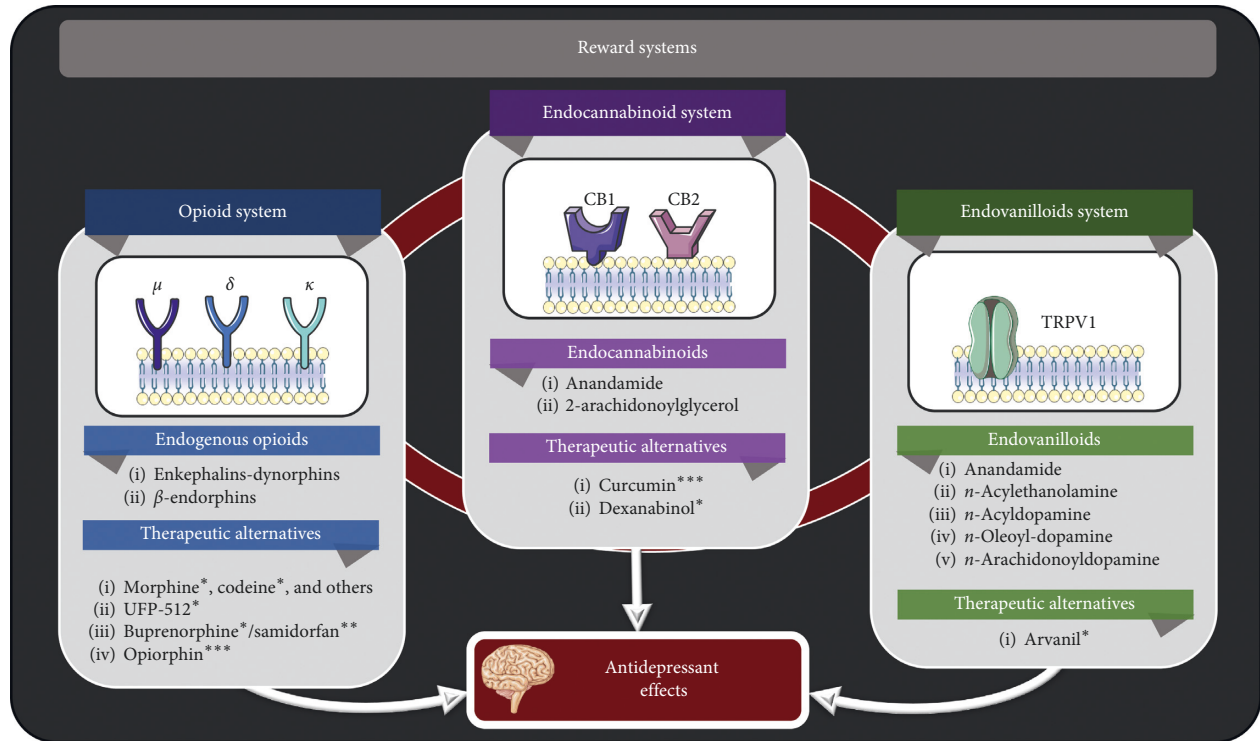 Reward systems
Endocannabinoid system
CB1
CB2
Endocannabinoids
(i) Anandamide
(ii) 2-arachidonoylglycerol
Therapeutic alternatives
(i) Curcumin***
(ii) Dexanabinol*
Opioid system
μ
δ
κ
Endogenous opioids
(i) Enkephalins-dynorphins
(ii) β-endorphins
Therapeutic alternatives
(i) Morphine*, codeine*, and others
(ii) UFP-512*
(iii) Buprenorphine*/samidorfan**
(iv) Opiorphin***
Endovanilloids system
TRPV1
Endovanilloids
(i) Anandamide
(ii) n-Acylethanolamine
(iii) n-Acyldopamine
(iv) n-Oleoyl-dopamine
(v) n-Arachidonoyldopamine
Therapeutic alternatives
(i) Arvanil*
Antidepressant
effects